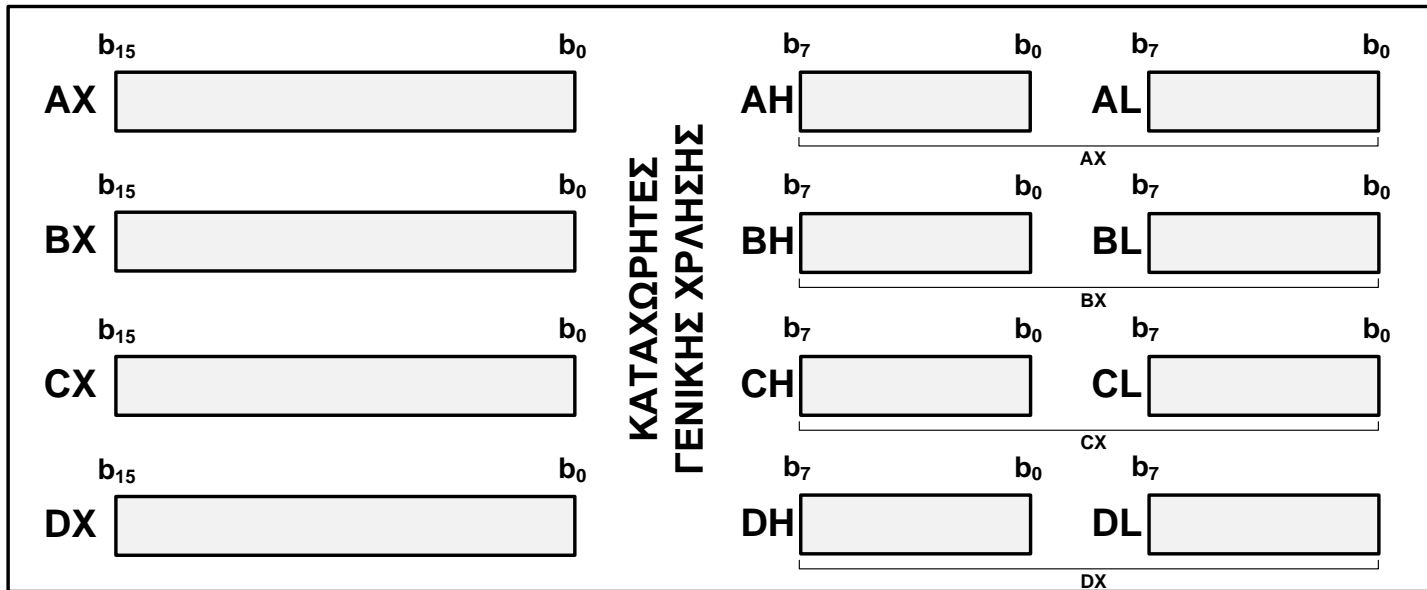 b15 b0 b7 b0 b7 b0
AX AH AL
AX
b15 b0 b7 b0 b7 b0
BX BH BL
BX
ΚΑΤΑΧΩΡΗΤΕΣ
ΓΕΝΙΚΗΣ ΧΡΛΗΣΗΣ
b15 b0 b7 b0 b7 b0
CX CH CL
CX
b15 b0 b7 b0 b7
DX DH DL
DX